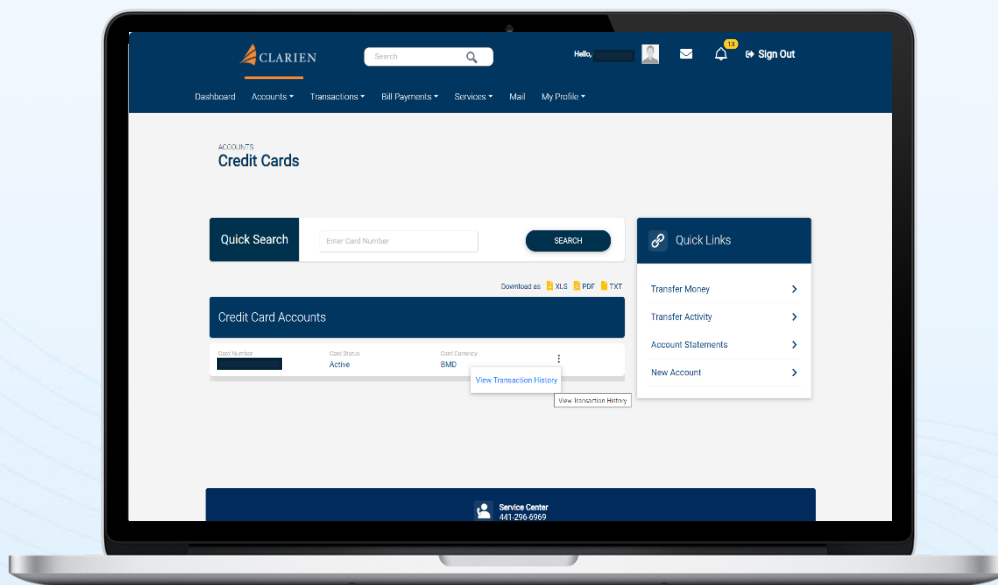 CLARIEN
Search
Hello,
13
Sign Out
Dashboard
Accounts
Transactions
Bill Payments
Services
Mail
My Profile
ACCOUNTS
Credit Cards
Quick Search
Enter Card Number
SEARCH
Quick Links
Download as XLS PDF TXT
Transfer Money
Transfer Activity
Account Statements
New Account
Credit Card Accounts
Card Number
Card Status
Card Currency
Active
BMD
View Transaction History
View Transaction History
Service Center
441-296-6969